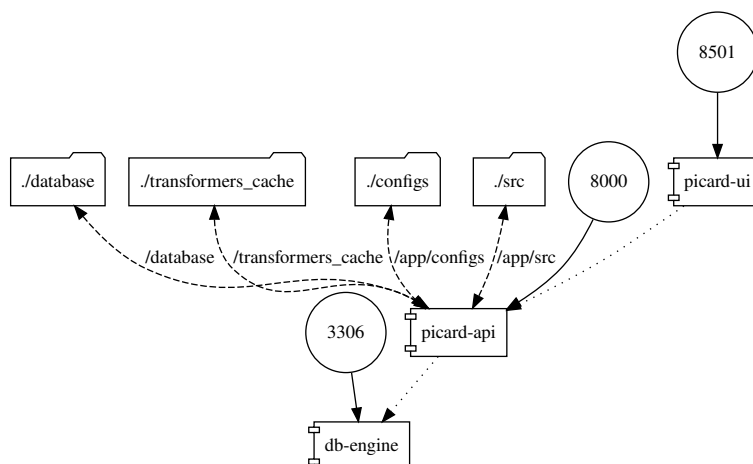 8501
./database
./transformers_cache
./configs
./src
8000
picard-ui
/database
/transformers_cache
/app/configs
/app/src
3306
picard-api
db-engine